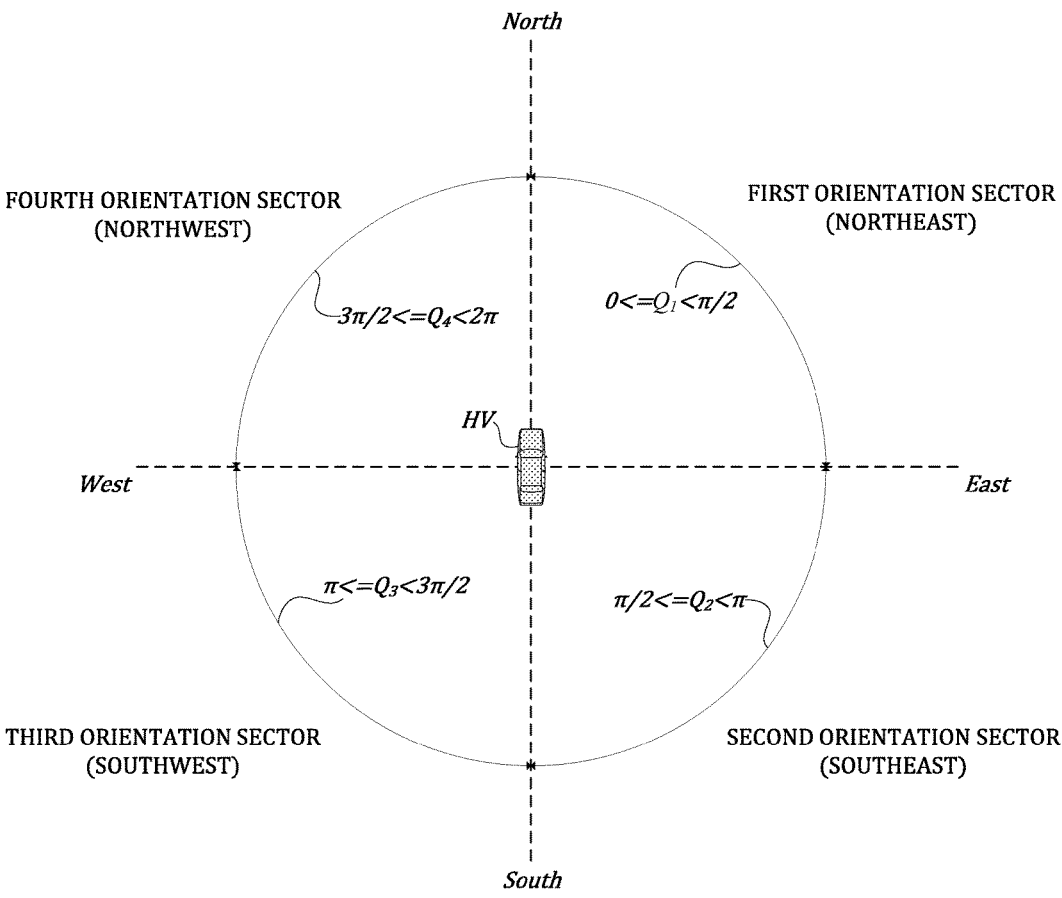 North
FOURTH ORIENTATION SECTOR
(NORTHWEST)
FIRST ORIENTATION SECTOR
(NORTHEAST)
3π/2<=Q₄<2π
0<=Q₁<π/2
HV
West
East
π<=Q₃<3π/2
π/2<=Q₂<π
THIRD ORIENTATION SECTOR
(SOUTHWEST)
SECOND ORIENTATION SECTOR
(SOUTHEAST)
South